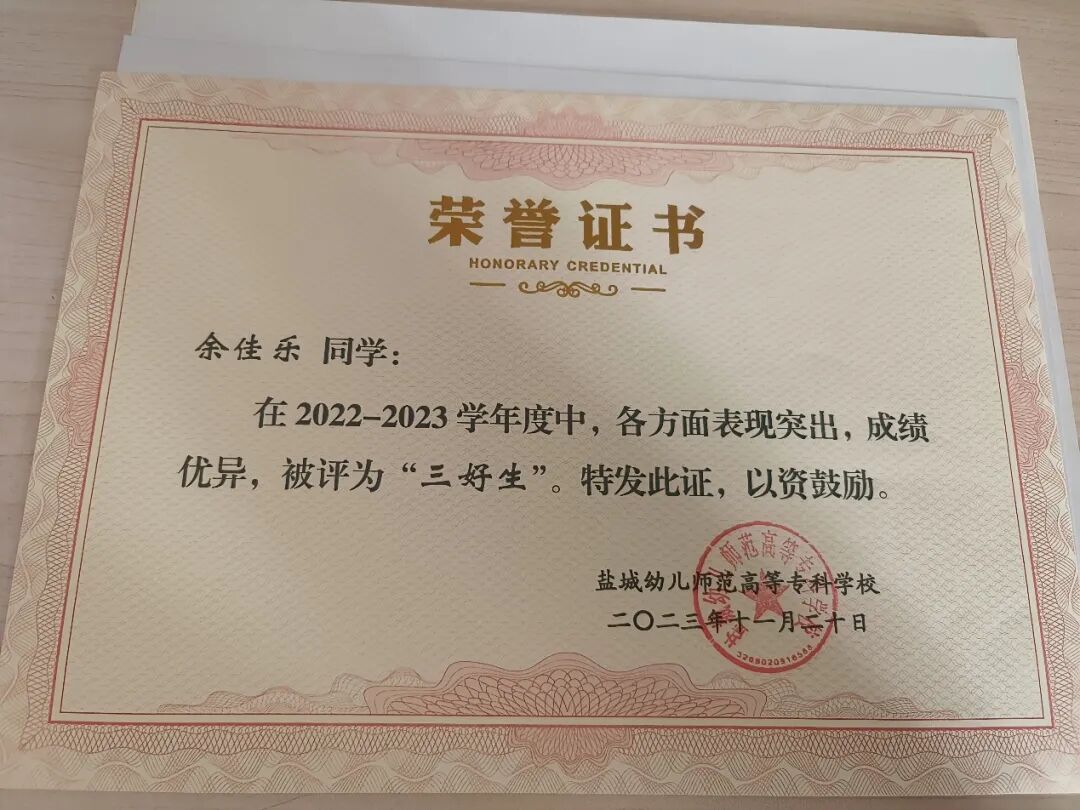 荣誉证书
HONORARY CREDENTIAL
余佳乐 同学：
在 2022-2023 学年度中，各方面表现突出，成绩
优异，被评为“三好生”。特发此证，以资鼓励。
盐城幼儿师范高等专科学校
二〇二三年十一月二十日